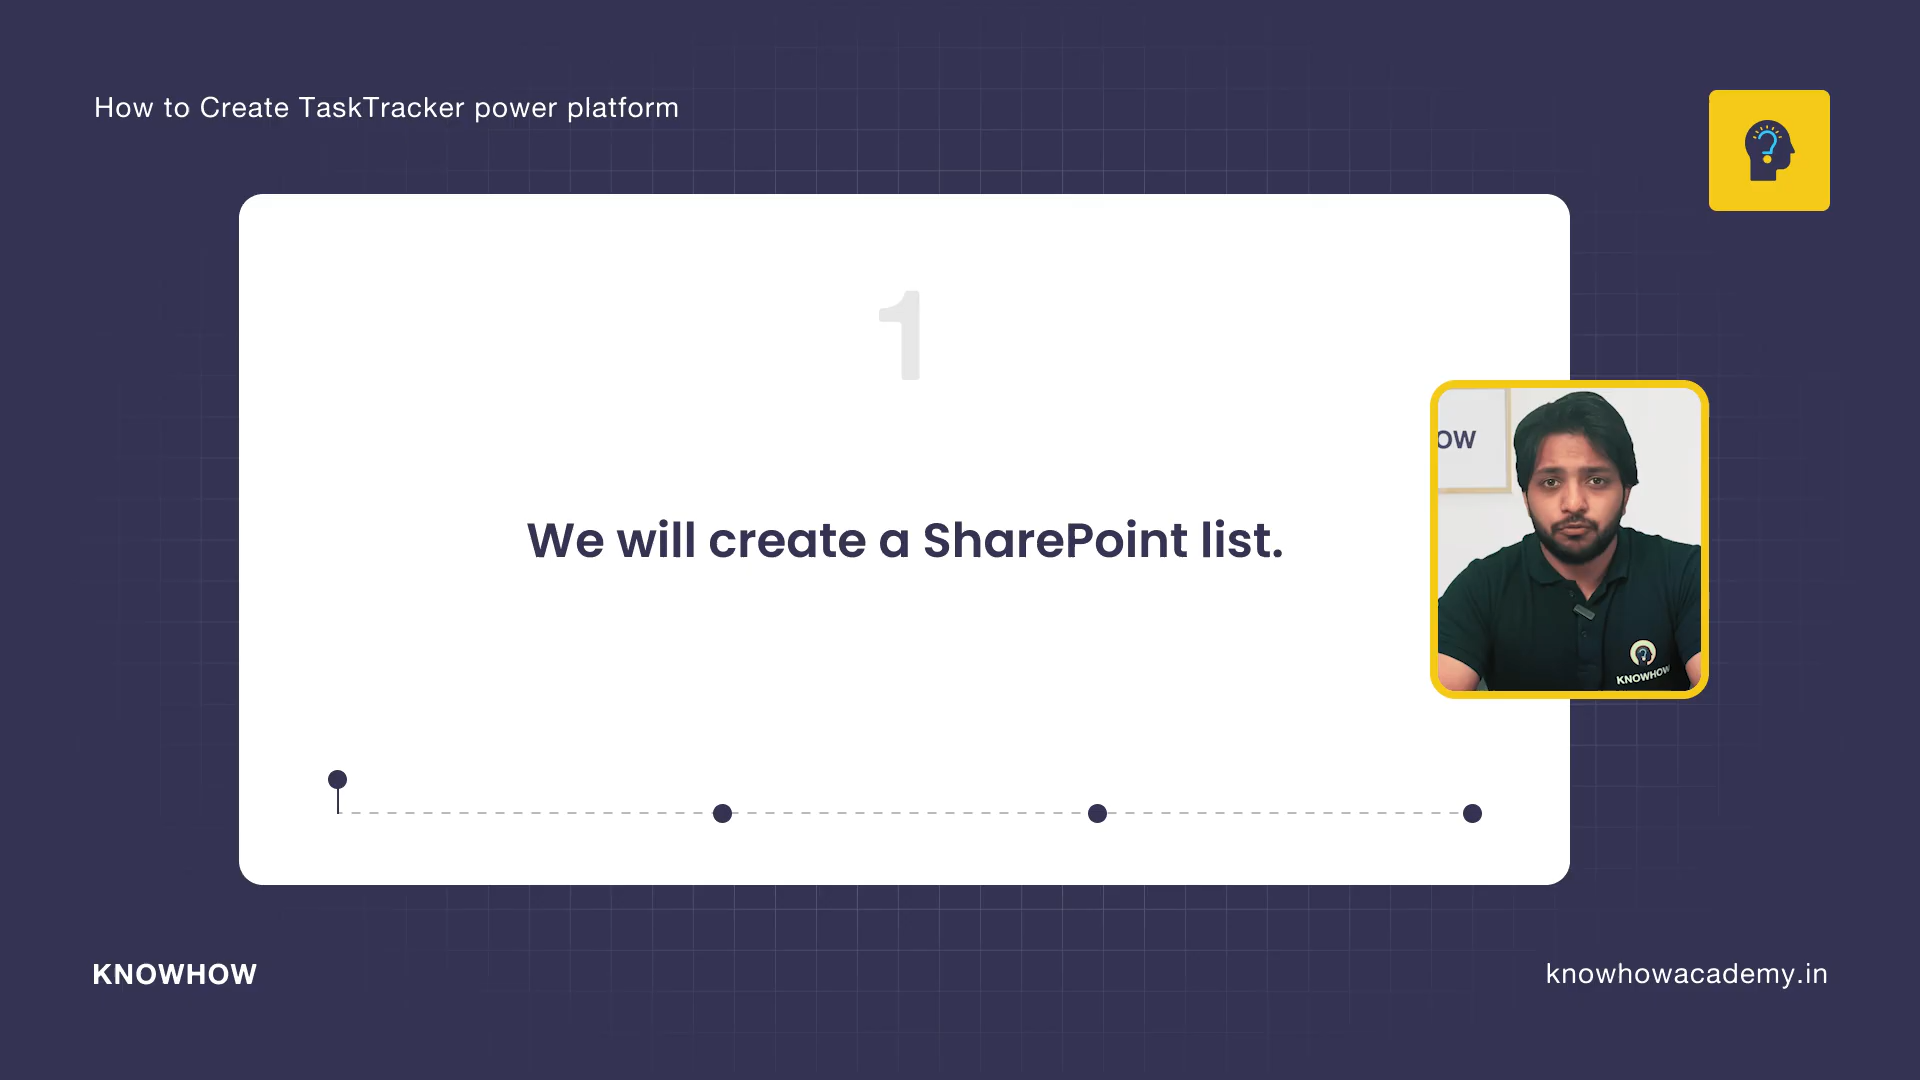 How to Create TaskTracker power platform
1
We will create a SharePoint list.
OW
KNOWHOW
KNOWHOW
knowhowacademy.in